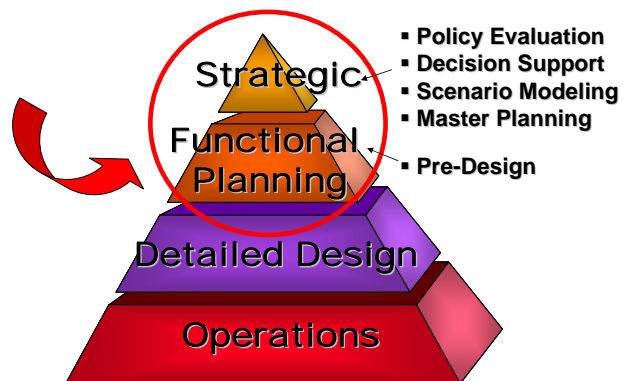 Strategic
Functional
Planning
Detailed Design
Operations
▪ Policy Evaluation
▪ Decision Support
▪ Scenario Modeling
▪ Master Planning
▪ Pre-Design